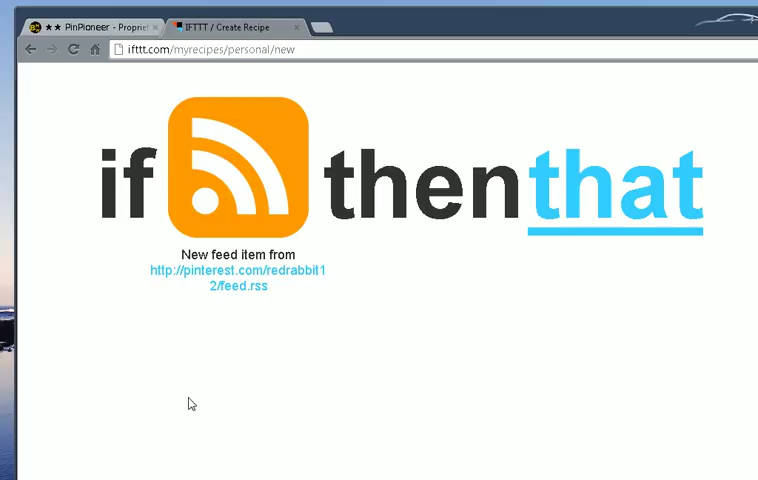 ★★ PinPioneer - Propriet
IFTTT / Create Recipe
ifttt.com/myrecipes/personal/new
if then that
New feed item from
http://pinterest.com/redrabbit1
2/feed.rss